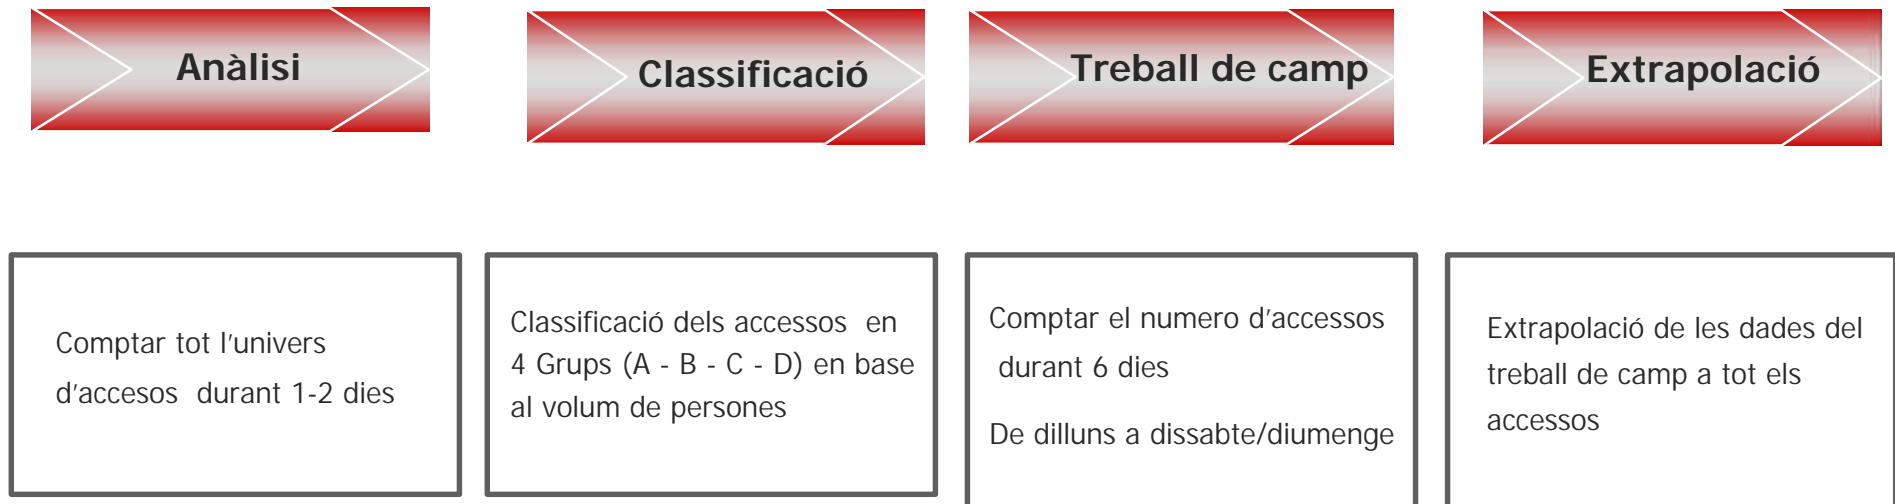 Anàlisi
Classificació
Treball de camp
Extrapolació
Comptar tot l'univers
d'accesos durant 1-2 dies
Classificació dels accessos en
4 Grups (A - B - C - D) en base
al volum de persones
Comptar el numero d'accessos
durant 6 dies
De dilluns a dissabte/diumenge
Extrapolació de les dades del
treball de camp a tot els
accessos